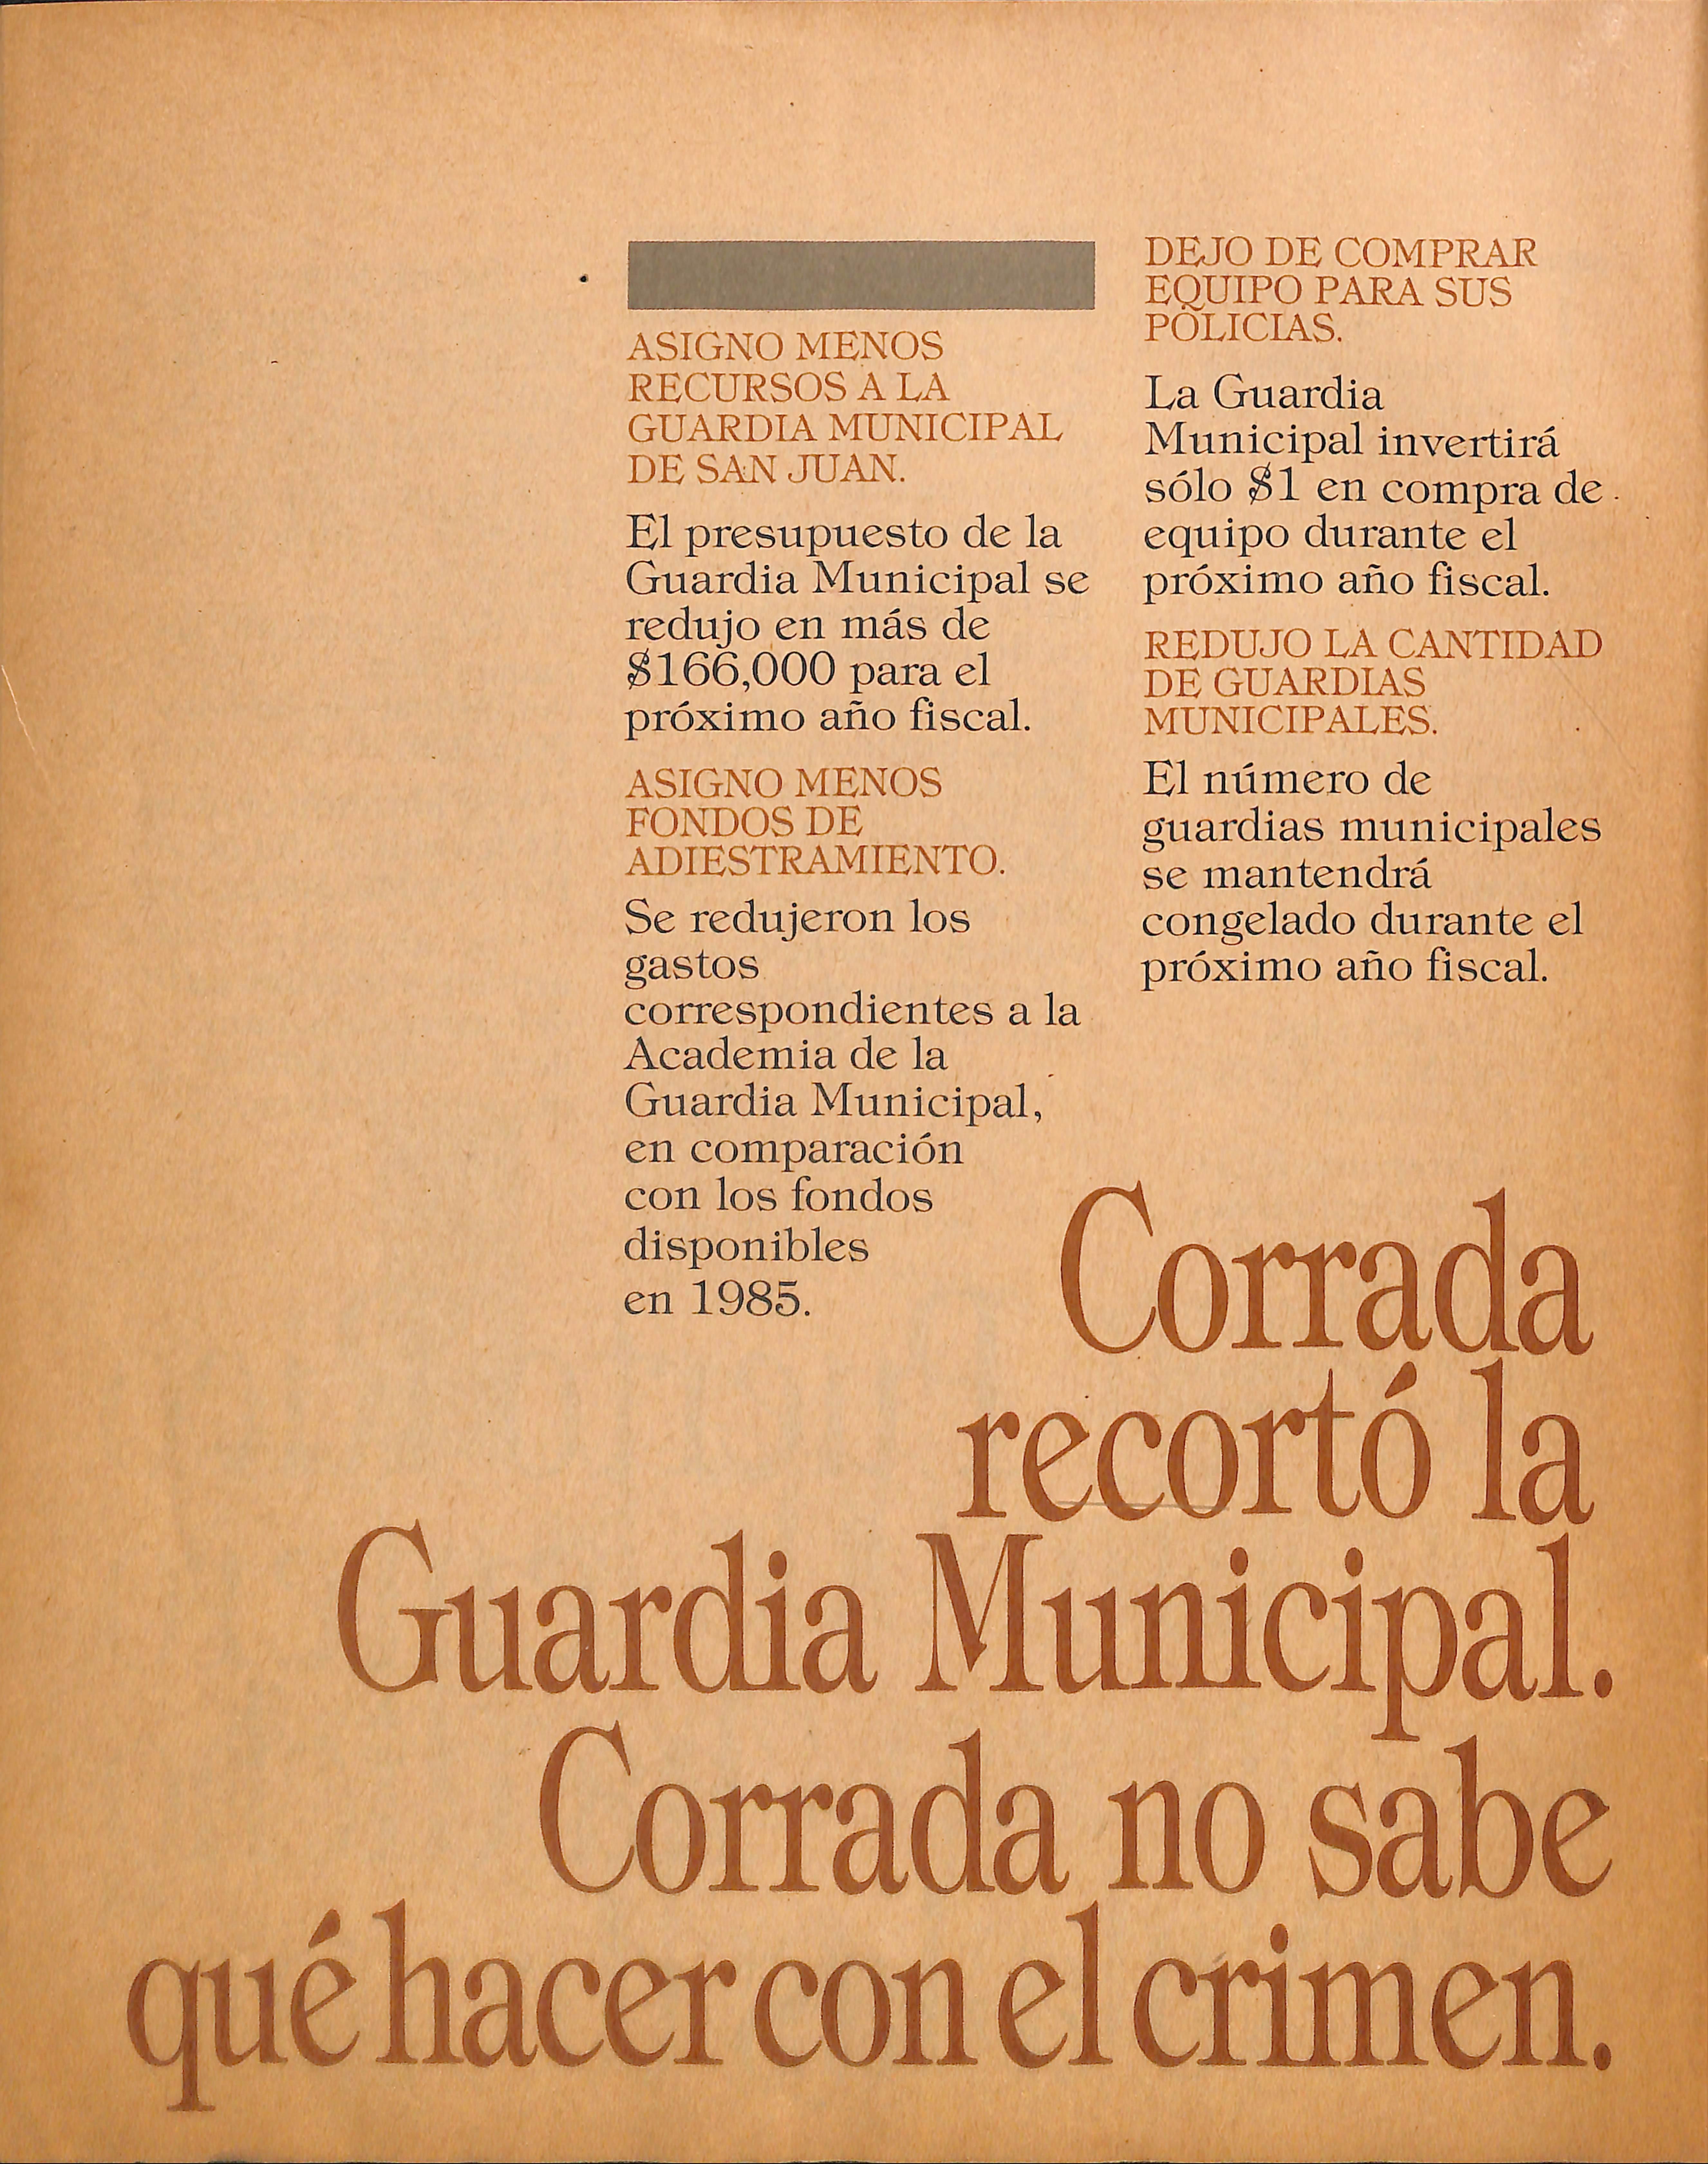 ASIGNO MENOS
RECURSOS A LA
GUARDIA MUNICIPAL
DE SAN JUAN.
El presupuesto de la
Guardia Municipal se
redujo en más de
$166,000 para el
próximo año fiscal.
ASIGNO MENOS
FONDOS DE
ADIESTRAMIENTO.
Se redujeron los
gastos
correspondientes a la
Academia de la
Guardia Municipal,
en comparación
con los fondos
disponibles
en 1985.
DEJO DE COMPRAR
EQUIPO PARA SUS
POLICIAS.
La Guardia
Municipal invertirá
sólo $1 en compra de
equipo durante el
próximo año fiscal.
REDUJO LA CANTIDAD
DE GUARDIAS
MUNICIPALES.
El número de
guardias municipales
se mantendrá
congelado durante el
próximo año fiscal.
Corrada
recortó la
Guardia Municipal.
Corrada no sabe
qué hacer con el crimen.